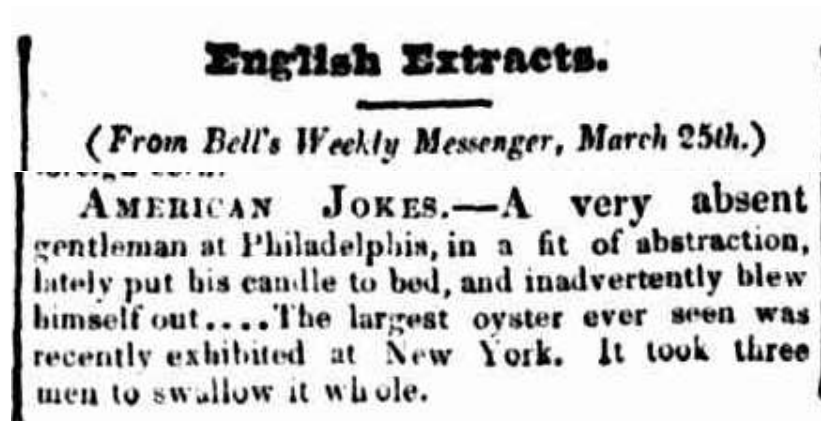 English Extracts.
(From Bell's Weekly Messenger, March 25th.)
AMERICAN JOKES.—A very absent
gentleman at Philadelphia, in a fit of abstraction,
lately put his candle to bed, and inadvertently blew
himself out....The largest oyster ever seen was
recently exhibited at New York. It took three
men to swallow it whole.